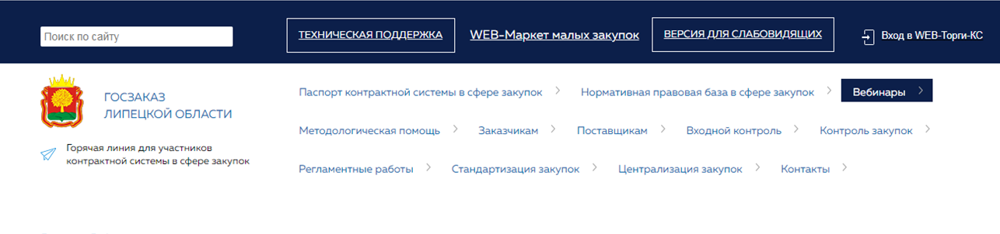 Поиск по сайту
ТЕХНИЧЕСКАЯ ПОДДЕРЖКА
WEB-Маркет малых закупок
ВЕРСИЯ ДЛЯ СЛАБОВИДЯЩИХ
Вход в WEB-Торги-КС
ГОСЗАКАЗ
ЛИПЕЦКОЙ ОБЛАСТИ
Горячая линия для участников
контрактной системы в сфере закупок
Паспорт контрактной системы в сфере закупок
Нормативная правовая база в сфере закупок
Вебинары
Методологическая помощь
Заказчикам
Поставщикам
Входной контроль
Контроль закупок
Регламентные работы
Стандартизация закупок
Централизация закупок
Контакты